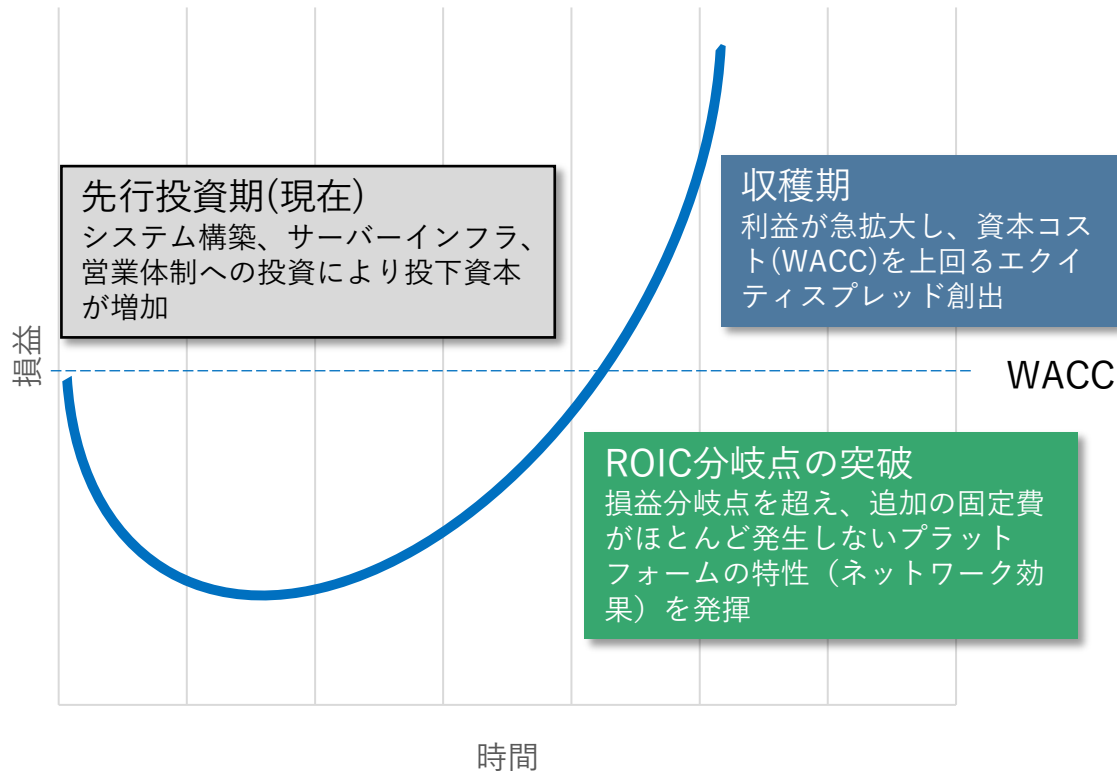 先行投資期(現在)
システム構築、サーバーインフラ、
営業体制への投資により投下資本
が増加
収穫期
利益が急拡大し、資本コス
ト(WACC)を上回るエクイ
ティスプレッド創出
損益
WACC
ROIC分岐点の突破
損益分岐点を超え、追加の固定費
がほとんど発生しないプラット
フォームの特性（ネットワーク効
果）を発揮
時間